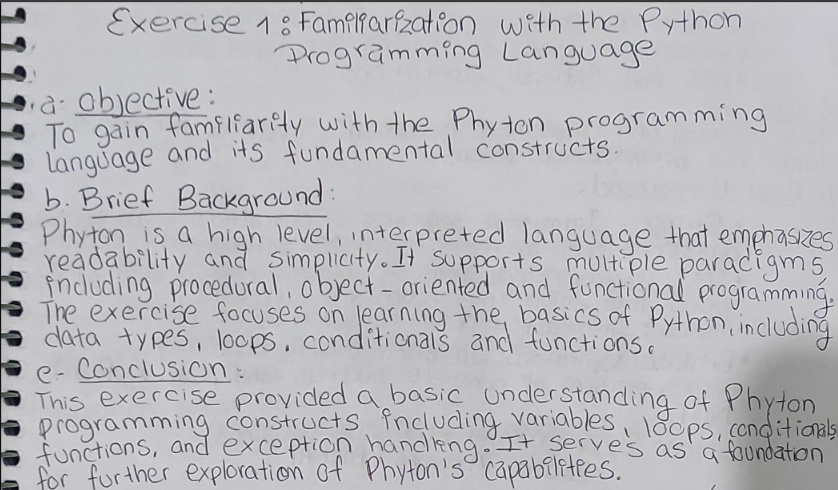 Exercise 1: Familiarization with the Python
Programming Language
a- objective:
To gain familiarity with the Phyton programming
language and its fundamental constructs.
b. Brief Background:
Phyton is a high level, interpreted language that emphasizes
readability and simplicity. It supports multiple paradigms,
including procedural, object-oriented and functional programming.
The exercise focuses on learning the basics of Python, including
data types, loops, conditionals and functions.
e- Conclusion:
This exercise provided a basic understanding of Phyton
programming constructs including variables, loops, conditionals
functions, and exception handling. It serves as a foundation
for further exploration of Phyton's capabilities.